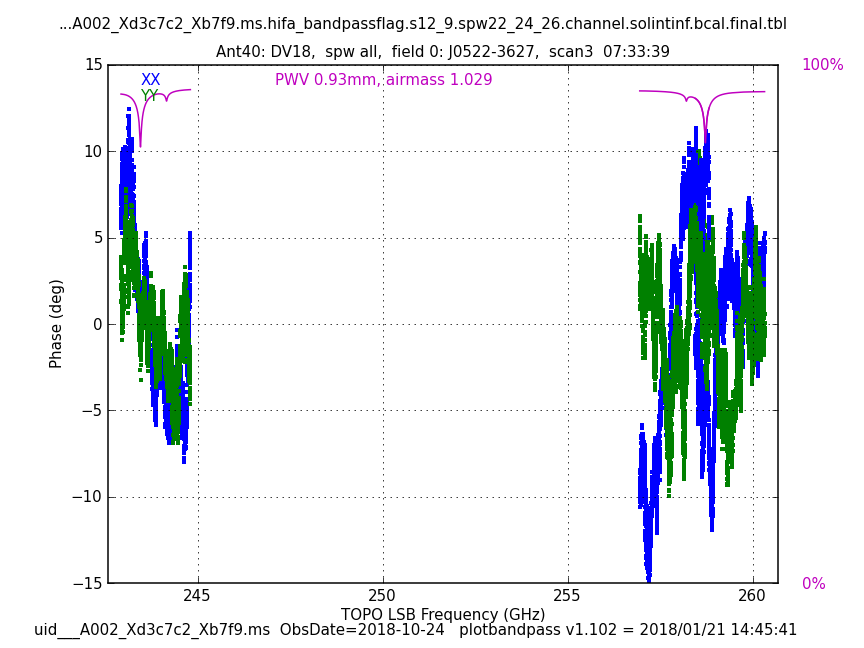 ...A002_Xd3c7c2_Xb7f9.ms.hifa_bandpassflag.s12_9.spw22_24_26.channel.solintinf.bcal.final.tbl
Ant40: DV18,  spw all,  field 0: J0522-3627,  scan3  07:33:39
15
100%
XX
PWV 0.93mm, airmass 1.029
YY
10
5
0
Phase (deg)
−5
−10
−15
0%
245
250
255
260
TOPO LSB Frequency (GHz)
uid___A002_Xd3c7c2_Xb7f9.ms  ObsDate=2018-10-24   plotbandpass v1.102 = 2018/01/21 14:45:41